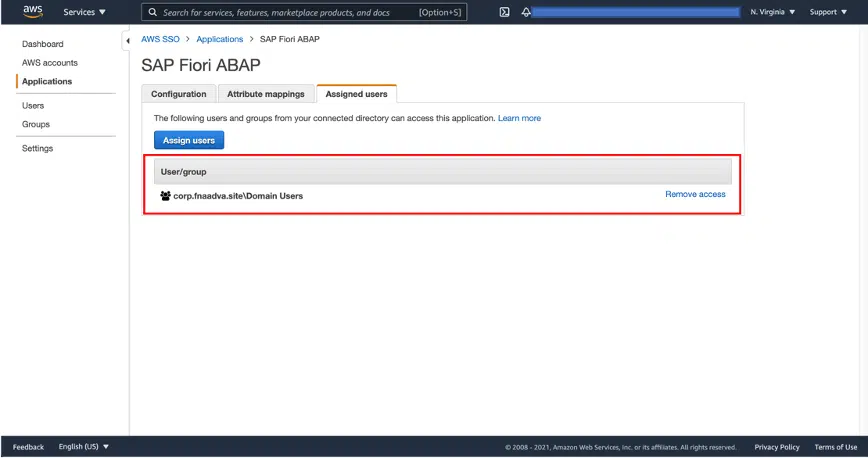 aws Services Search for services, features, marketplace products, and docs [Option+S] N. Virginia Support
Dashboard
AWS accounts
Applications
Users
Groups
Settings
AWS SSO > Applications > SAP Fiori ABAP
SAP Fiori ABAP
Configuration Attribute mappings Assigned users
The following users and groups from your connected directory can access this application. Learn more
Assign users
User/group
corp.fnaadva.site\Domain Users Remove access
Feedback English (US) © 2008 - 2021, Amazon Web Services, Inc. or its affiliates. All rights reserved. Privacy Policy Terms of Use